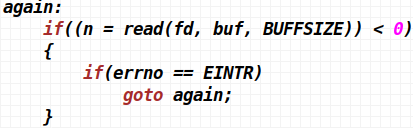 again:
    if((n = read(fd, buf, BUFFSIZE)) < 0)
    {
        if(errno == EINTR)
            goto again;
    }